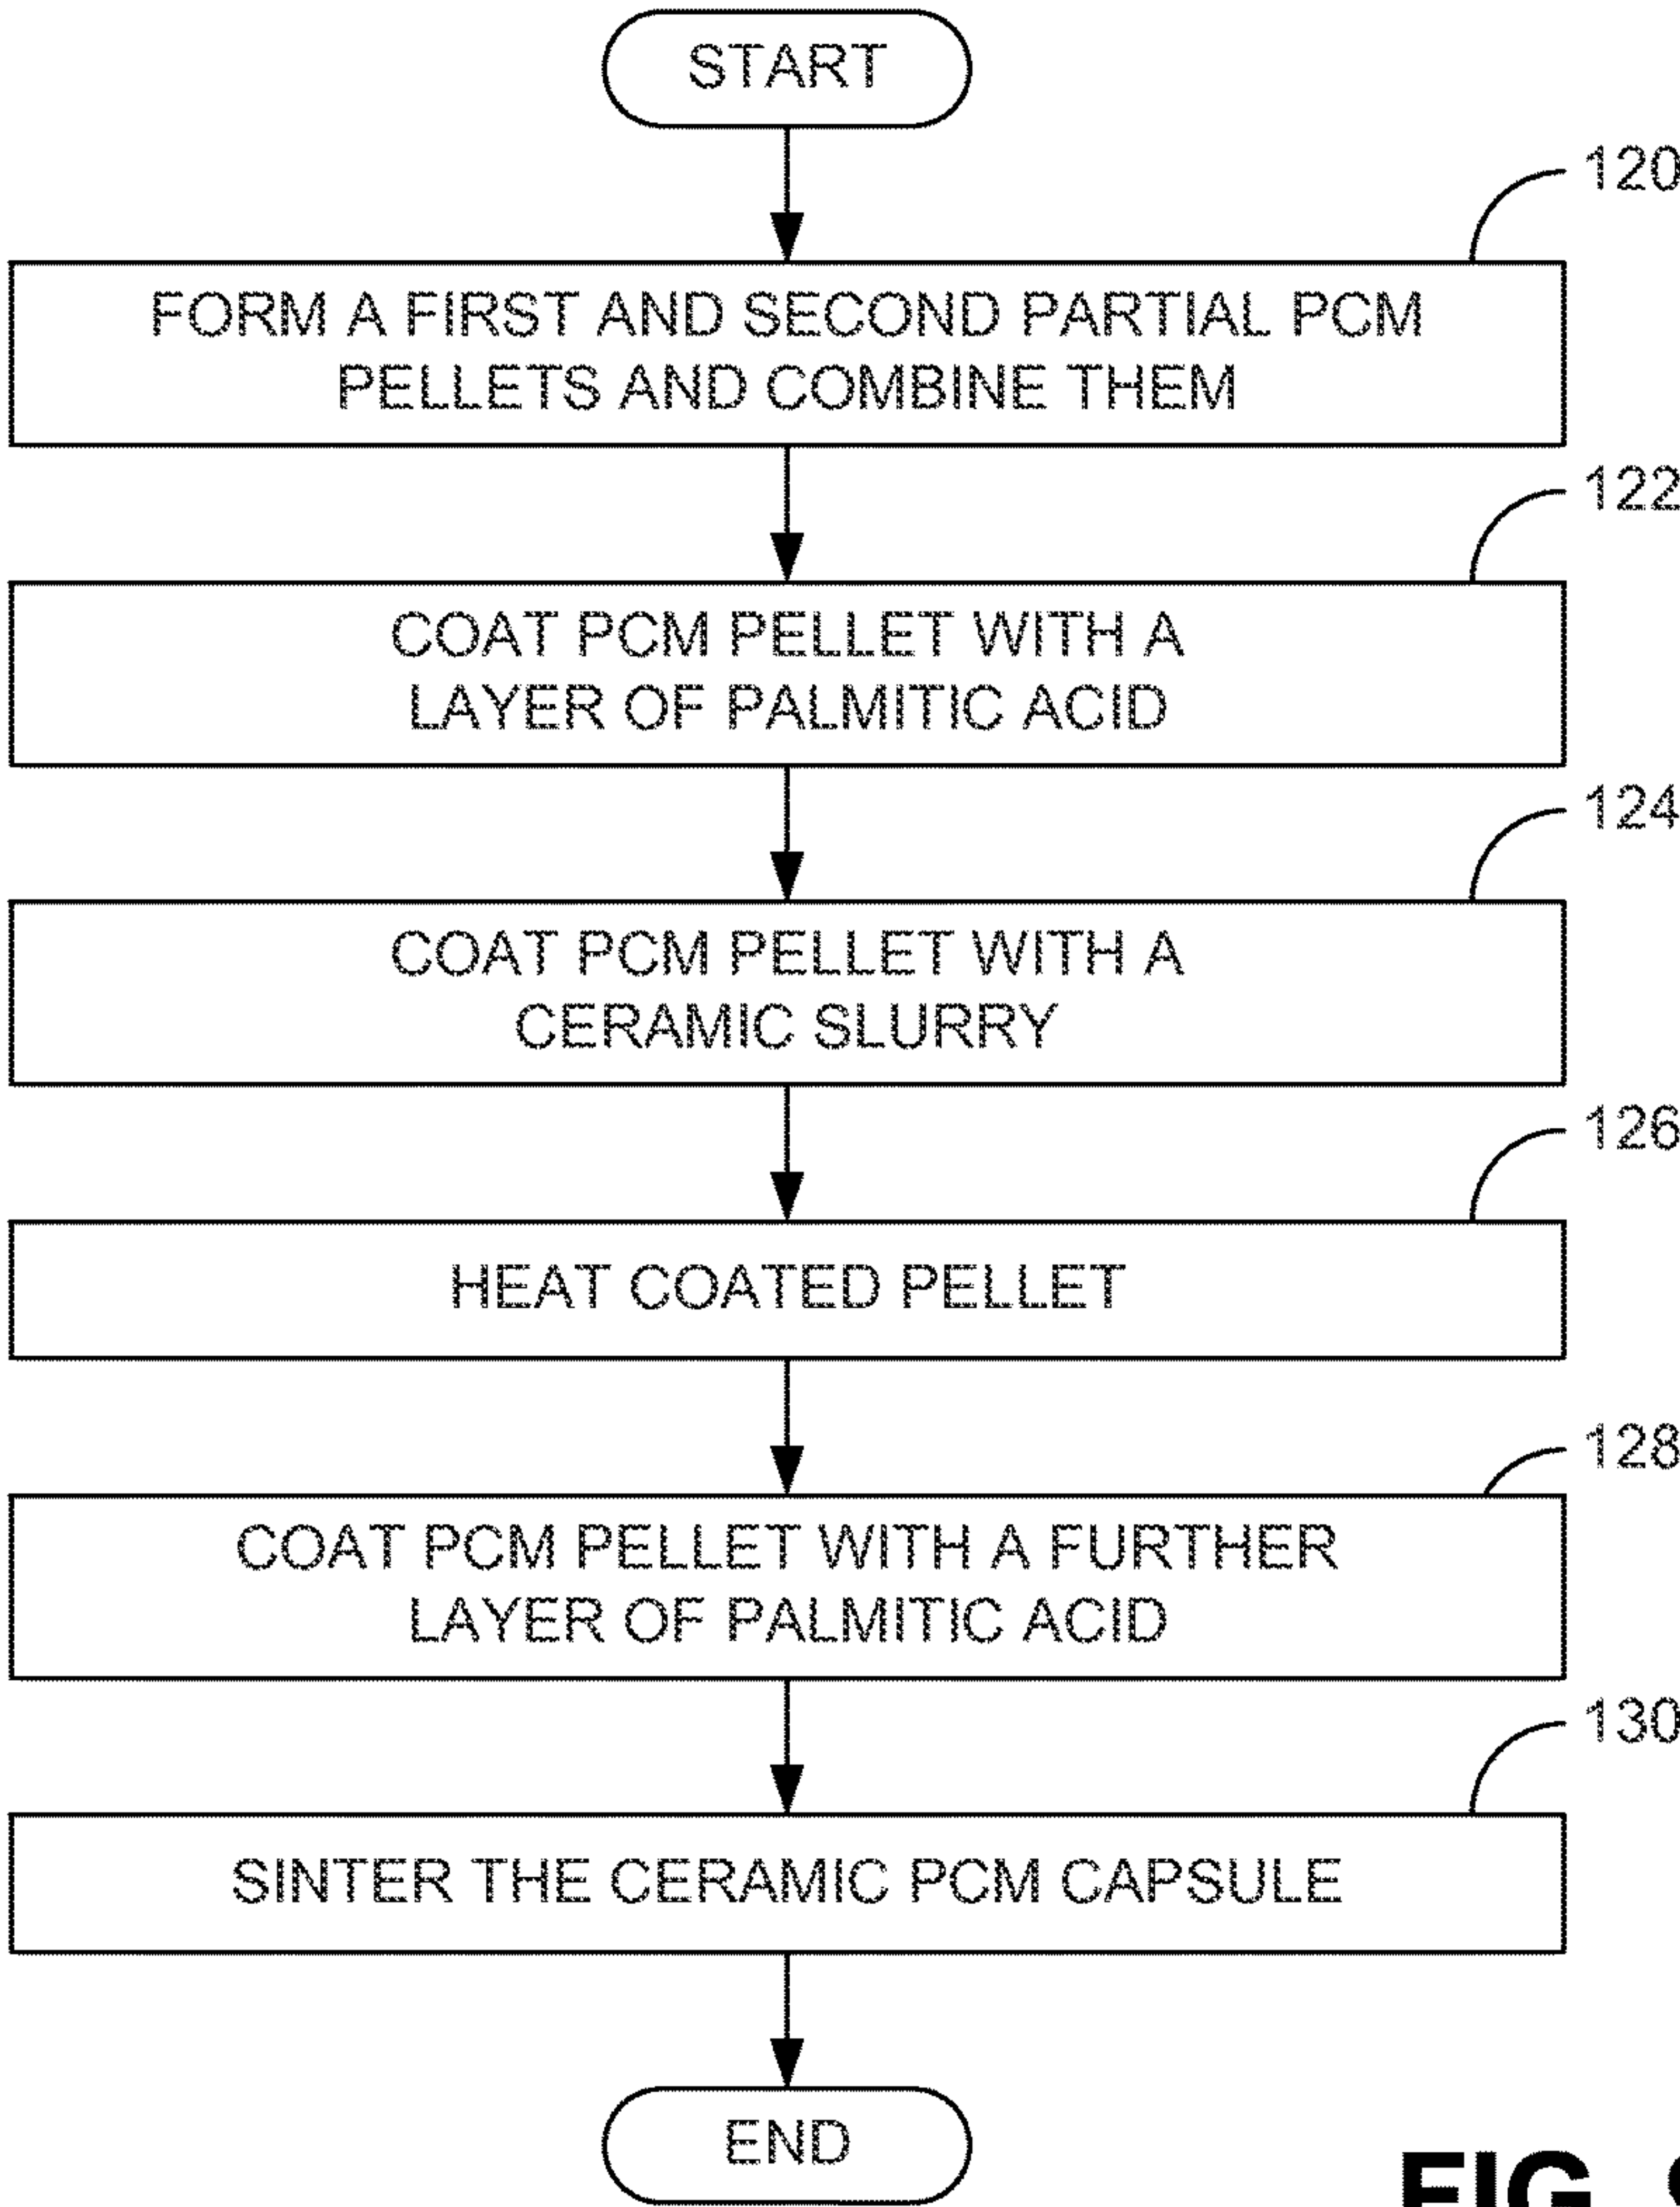 START
120
FORM A FIRST AND SECOND PARTIAL PCM
PELLETS AND COMBINE THEM
122
COAT PCM PELLET WITH A
LAYER OF PALMITIC ACID
124
COAT PCM PELLET WITH A
CERAMIC SLURRY
126
HEAT COATED PELLET
128
COAT PCM PELLET WITH A FURTHER
LAYER OF PALMITIC ACID
130
SINTER THE CERAMIC PCM CAPSULE
END
FIG.